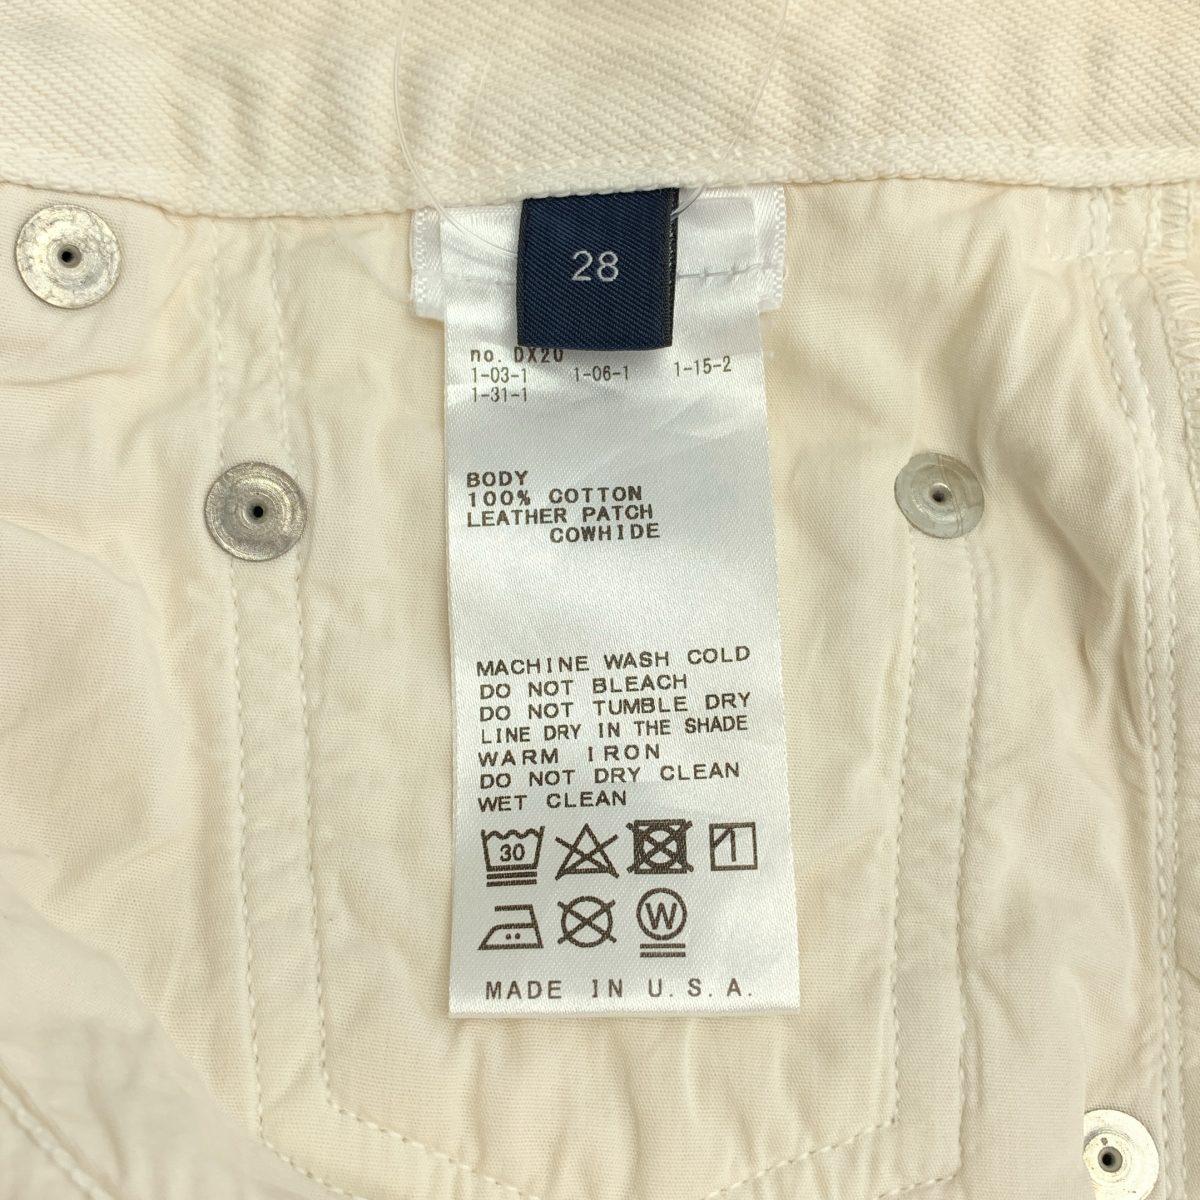 28
no. DX20
1-03-1 1-06-1 1-15-2
1-31-1
BODY
100% COTTON
LEATHER PATCH
COWHIDE
MACHINE WASH COLD
DO NOT BLEACH
DO NOT TUMBLE DRY
LINE DRY IN THE SHADE
WARM IRON
DO NOT DRY CLEAN
WET CLEAN
30
W
MADE IN U.S.A.